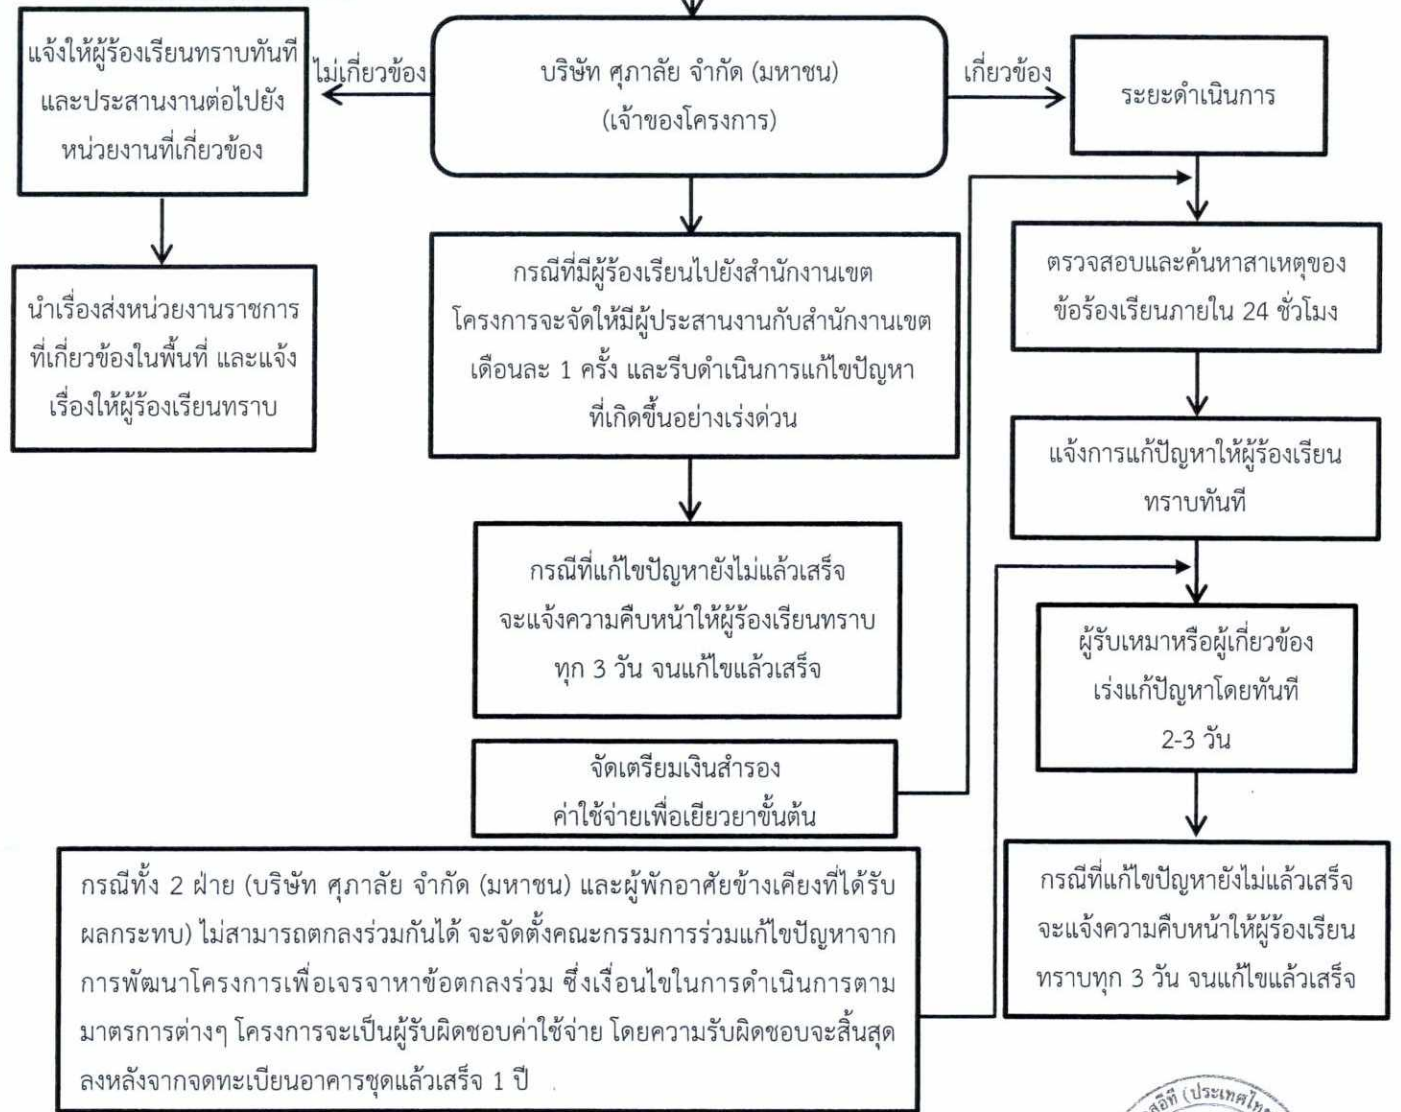 แจ้งให้ผู้ร้องเรียนทราบทันที
และประสานงานต่อไปยัง
หน่วยงานที่เกี่ยวข้อง
ไม่เกี่ยวข้อง
บริษัท ศุภาลัย จำกัด (มหาชน)
(เจ้าของโครงการ)
เกี่ยวข้อง
ระยะดำเนินการ
นำเรื่องส่งหน่วยงานราชการ
ที่เกี่ยวข้องในพื้นที่ และแจ้ง
เรื่องให้ผู้ร้องเรียนทราบ
กรณีที่มีผู้ร้องเรียนไปยังสำนักงานเขต
โครงการจะจัดให้มีผู้ประสานงานกับสำนักงานเขต
เดือนละ 1 ครั้ง และรีบดำเนินการแก้ไขปัญหา
ที่เกิดขึ้นอย่างเร่งด่วน
ตรวจสอบและค้นหาสาเหตุของ
ข้อร้องเรียนภายใน 24 ชั่วโมง
แจ้งการแก้ปัญหาให้ผู้ร้องเรียน
ทราบทันที
กรณีที่แก้ไขปัญหายังไม่แล้วเสร็จ
จะแจ้งความคืบหน้าให้ผู้ร้องเรียนทราบ
ทุก 3 วัน จนแก้ไขแล้วเสร็จ
ผู้รับเหมาหรือผู้เกี่ยวข้อง
เร่งแก้ปัญหาโดยทันที
2-3 วัน
จัดเตรียมเงินสำรอง
ค่าใช้จ่ายเพื่อเยียวยาขั้นต้น
กรณีที่แก้ไขปัญหายังไม่แล้วเสร็จ
จะแจ้งความคืบหน้าให้ผู้ร้องเรียน
ทราบทุก 3 วัน จนแก้ไขแล้วเสร็จ
กรณีทั้ง 2 ฝ่าย (บริษัท ศุภาลัย จำกัด (มหาชน) และผู้พักอาศัยข้างเคียงที่ได้รับ
ผลกระทบ) ไม่สามารถตกลงร่วมกันได้ จะจัดตั้งคณะกรรมการร่วมแก้ไขปัญหาจาก
การพัฒนาโครงการเพื่อเจรจาหาข้อตกลงร่วม ซึ่งเงื่อนไขในการดำเนินการตาม
มาตรการต่างๆ โครงการจะเป็นผู้รับผิดชอบค่าใช้จ่าย โดยความรับผิดชอบจะสิ้นสุด
ลงหลังจากจดทะเบียนอาคารชุดแล้วเสร็จ 1 ปี